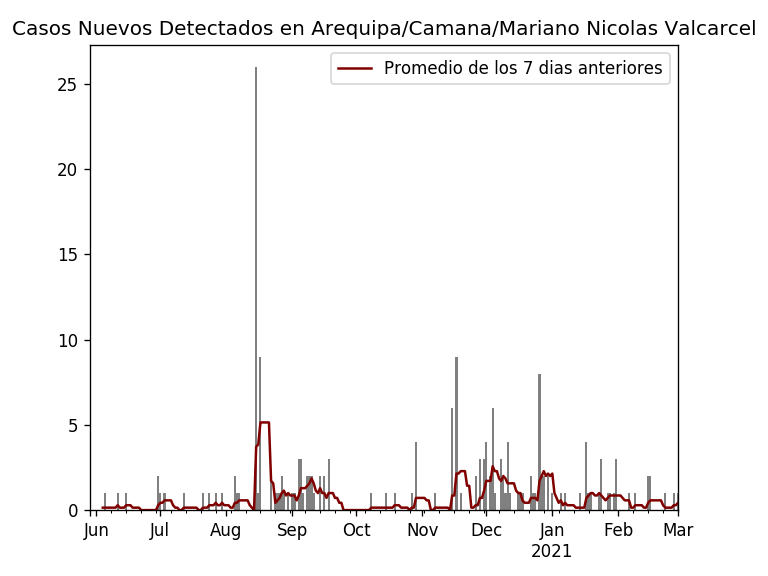 Casos Nuevos Detectados en Arequipa/Camana/Mariano Nicolas Valcarcel
Promedio de los 7 dias anteriores
25
20
15
10
5
0
Jun Jul Aug Sep Oct Nov Dec Jan Feb Mar
2021